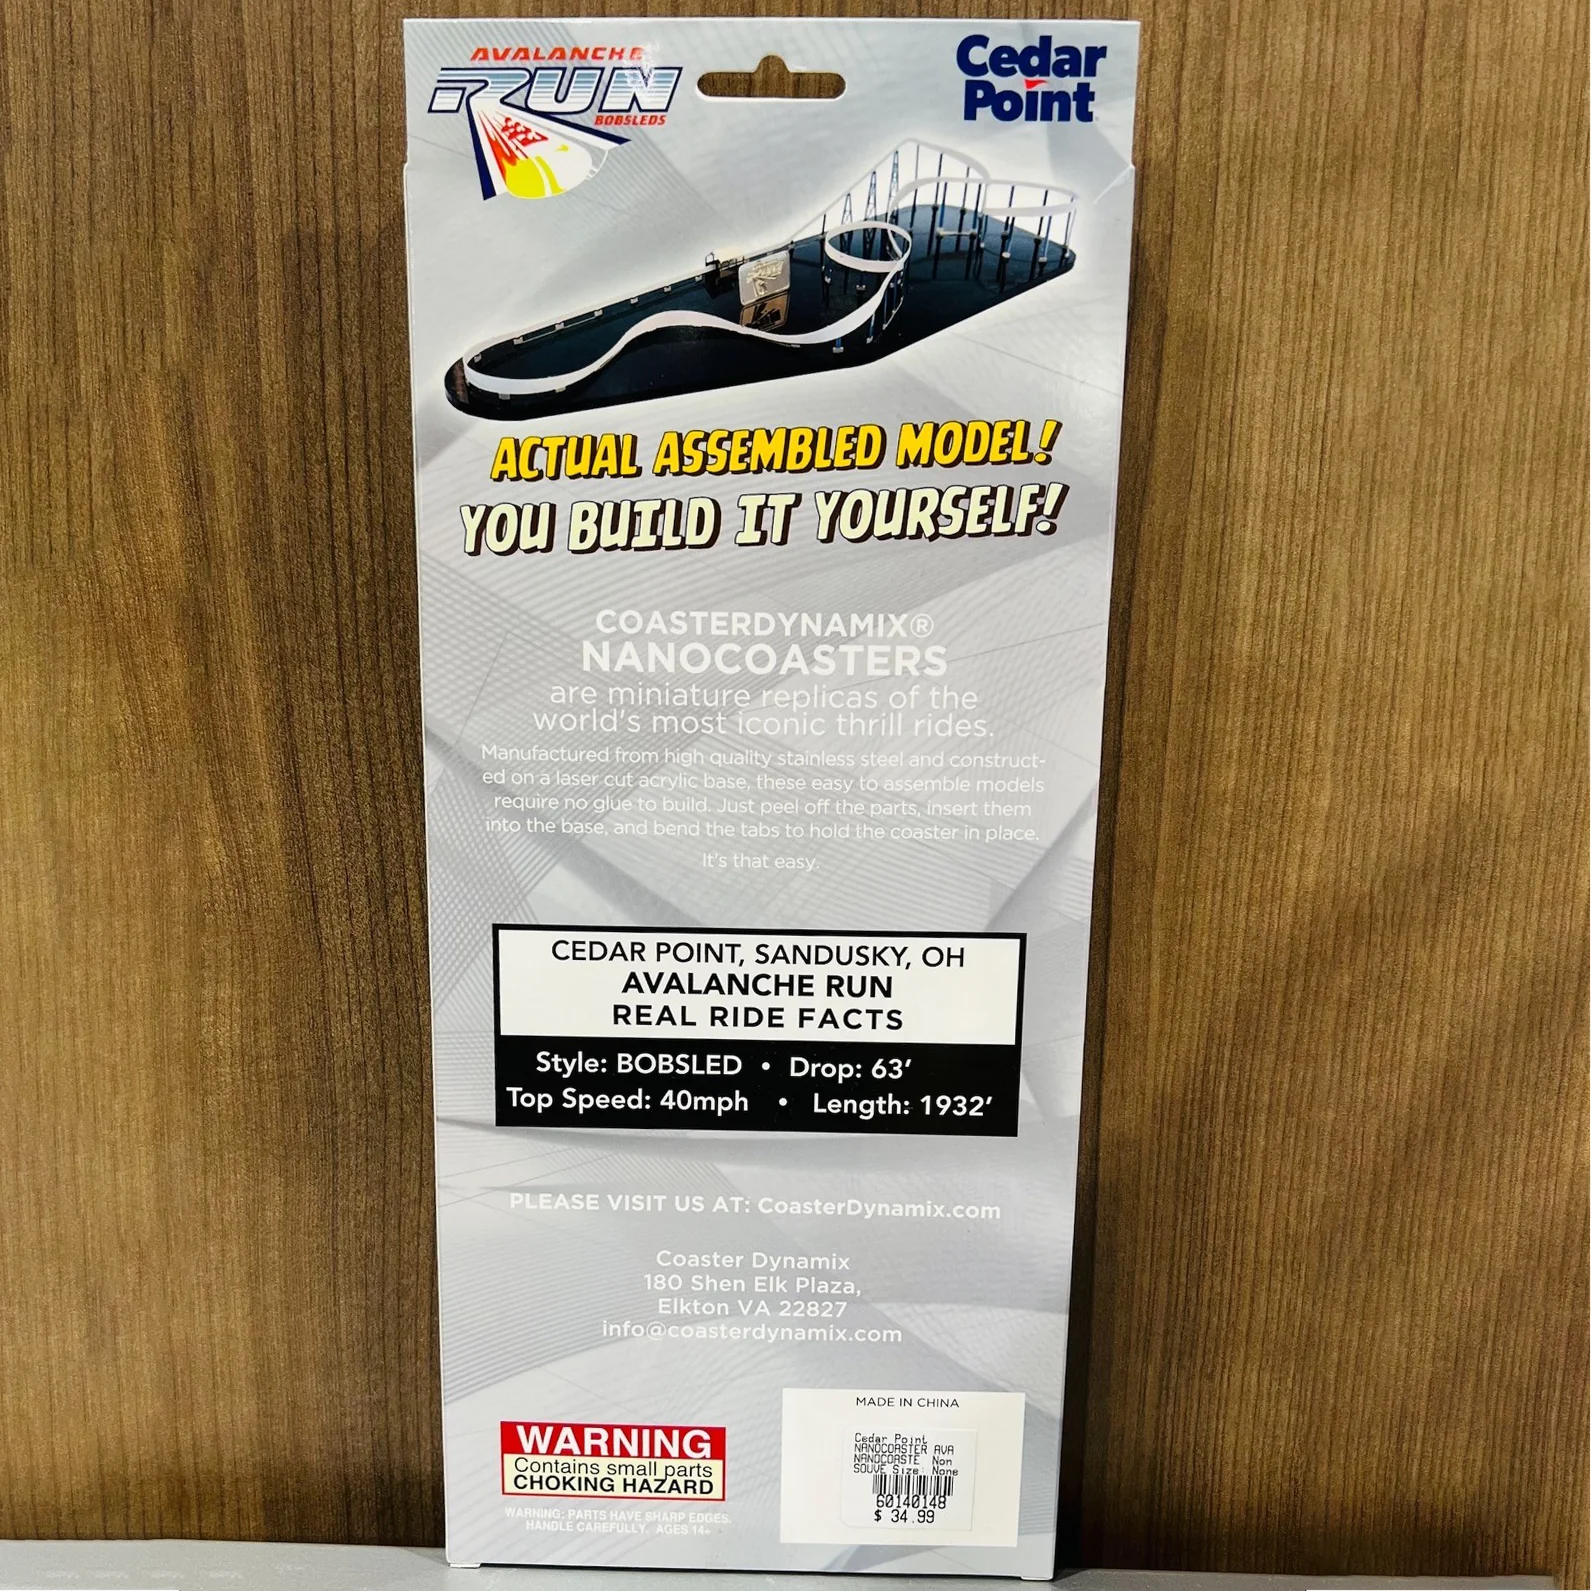 AVALANCHE
RUN
BOBSLEDS
Cedar
Point
ACTUAL ASSEMBLED MODEL!
YOU BUILD IT YOURSELF!
COASTERDYNAMIX®
NANOCOASTERS
are miniature replicas of the
world's most iconic thrill rides.
Manufactured from high quality stainless steel and construct-
ed on a laser cut acrylic base, these easy to assemble models
require no glue to build. Just peel off the parts, insert them
into the base, and bend the tabs to hold the coaster in place.
It's that easy.
CEDAR POINT, SANDUSKY, OH
AVALANCHE RUN
REAL RIDE FACTS
Style: BOBSLED • Drop: 63'
Top Speed: 40mph • Length: 1932'
PLEASE VISIT US AT: CoasterDynamix.com
Coaster Dynamix
180 Shen Elk Plaza,
Elkton VA 22827
info@coasterdynamix.com
WARNING
Contains small parts
CHOKING HAZARD
WARNING: PARTS HAVE SHARP EDGES.
HANDLE CAREFULLY. AGES 14+
MADE IN CHINA
Cedar Point
NANOCOASTER AVA
NANOCOASTE Non
SOUVE Size: None
60140148
$ 34.99